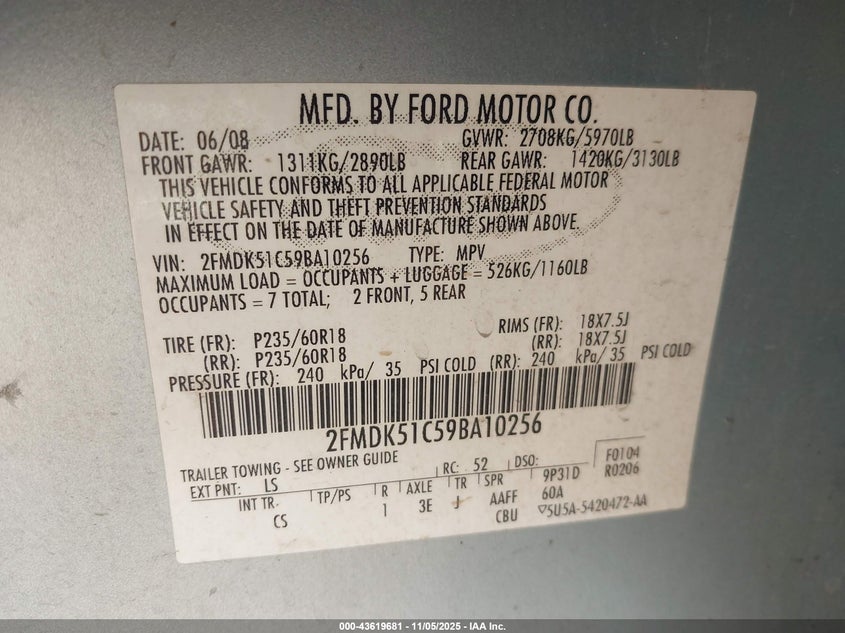 MFD. BY FORD MOTOR CO.
DATE: 06/08 GVWR: 2708KG/5970LB
FRONT GAWR: 1311KG/2890LB REAR GAWR: 1420KG/3130LB
THIS VEHICLE CONFORMS TO ALL APPLICABLE FEDERAL MOTOR
VEHICLE SAFETY AND THEFT PREVENTION STANDARDS
IN EFFECT ON THE DATE OF MANUFACTURE SHOWN ABOVE.
VIN: 2FMDK51C59BA10256 TYPE: MPV
MAXIMUM LOAD = OCCUPANTS + LUGGAGE = 526KG/1160LB
OCCUPANTS = 7 TOTAL; 2 FRONT, 5 REAR
TIRE (FR): P235/60R18 RIMS (FR): 18X7.5J
(RR): P235/60R18 (RR): 18X7.5J
PRESSURE (FR): 240 kPa/ 35 PSI COLD (RR): 240 kPa/ 35 PSI COLD
2FMDK51C59BA10256
TRAILER TOWING - SEE OWNER GUIDE
EXT PNT: LS RC: 52 DSO: F0104
INT TR. TP/PS R AXLE TR SPR 9P31D R0206
CS 1 3E J AAFF 60A
CBU ▽5U5A-5420472-AA
000-43619681 - 11/05/2025 - IAA Inc.